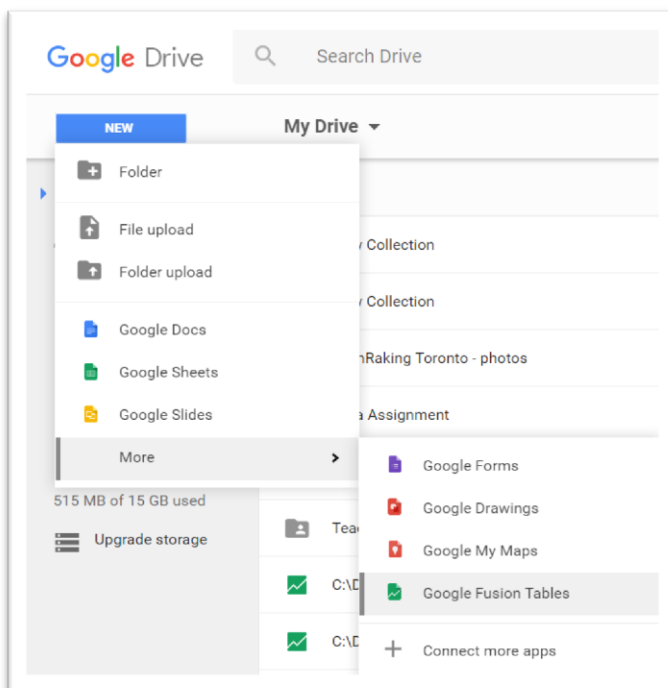 Google Drive
Search Drive
NEW
My Drive
Folder
File upload
Folder upload
Collection
Collection
Google Docs
Raking Toronto - photos
Google Sheets
Google Slides
Assignment
More
Google Forms
515 MB of 15 GB used
Google Drawings
Upgrade storage
Google My Maps
Google Fusion Tables
C:\
C:\
Connect more apps